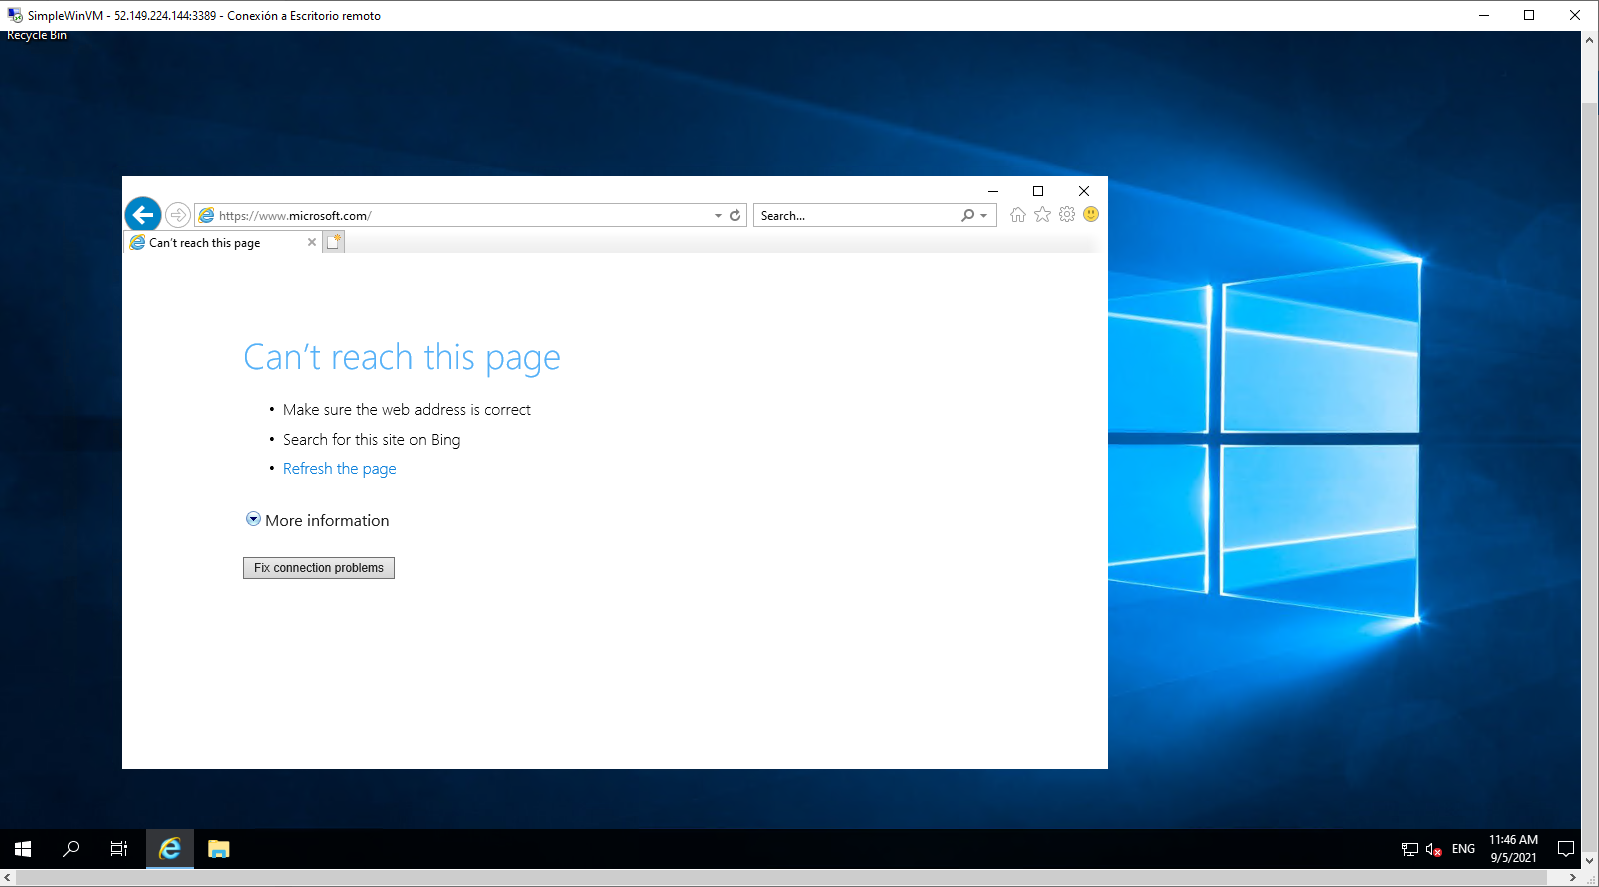 SimpleWinVM - 52.149.224.144:3389 - Conexión a Escritorio remoto
Recycle Bin
https://www.microsoft.com/
Search...
Can't reach this page
Can't reach this page
• Make sure the web address is correct
• Search for this site on Bing
• Refresh the page
More information
Fix connection problems
ENG
11:46 AM
9/5/2021